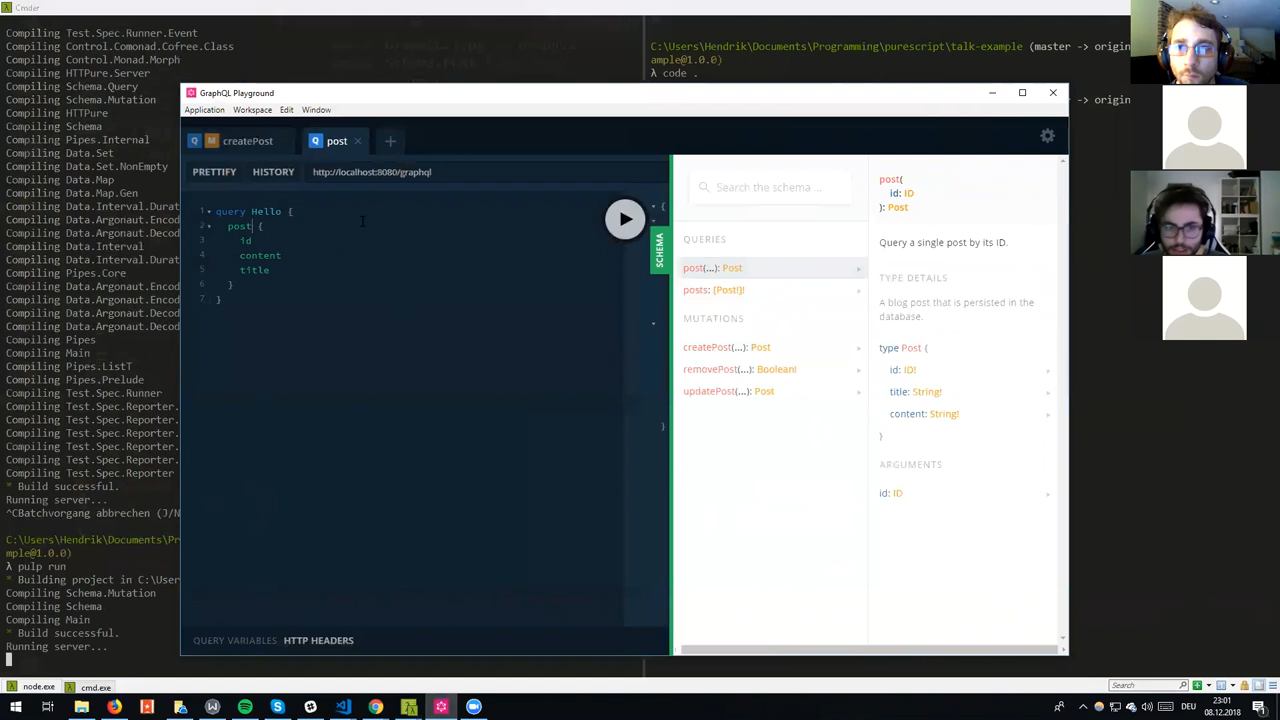 Cmder
Compiling Test.Spec.Runner.Event
Compiling Control.Comonad.Cofree.Class
Compiling Control.Monad.Morph
Compiling HTTPure.Server
Compiling Schema.Query
Compiling Schema.Mutation
Compiling HTTPure
Compiling Schema
Compiling Pipes.Internal
Compiling Data.Set
Compiling Data.Set.NonEmpty
Compiling Data.Map
Compiling Data.Map.Gen
Compiling Data.Interval.Durat
Compiling Data.Argonaut.Encod
Compiling Data.Argonaut.Decod
Compiling Data.Interval
Compiling Pipes.Core
Compiling Data.Argonaut.Encod
Compiling Data.Argonaut.Encod
Compiling Data.Argonaut.Decod
Compiling Data.Argonaut.Decod
Compiling Pipes
Compiling Main
Compiling Pipes.ListT
Compiling Pipes.Prelude
Compiling Test.Spec.Runner
Compiling Test.Spec.Reporter.
Compiling Test.Spec.Reporter.
Compiling Test.Spec.Reporter.
Compiling Test.Spec.Reporter.
Compiling Test.Spec.Reporter
* Build successful.
Running server...
^CBatchvorgang abbrechen (J/N
C:\Users\Hendrik\Documents\Pr
mple@1.0.0)
λ pulp run
* Building project in C:\User
Compiling Schema.Mutation
Compiling Schema
Compiling Main
* Build successful.
Running server...
C:\Users\Hendrik\Documents\Programming\purescript\talk-example (master -> origin
ample@1.0.0)
λ code .
-> origin
GraphQL Playground
Application Workspace Edit Window
Q M createPost
Q post
PRETTIFY HISTORY http://localhost:8080/graphql
1 query Hello {
2 post {
3 id
4 content
5 title
6 }
7 }
{
}
QUERY VARIABLES HTTP HEADERS
SCHEMA
Search the schema ...
QUERIES
post(...): Post
posts: [Post!]!
MUTATIONS
createPost(...): Post
removePost(...): Boolean!
updatePost(...): Post
post(
id: ID
): Post
Query a single post by its ID.
TYPE DETAILS
A blog post that is persisted in the
database.
type Post {
id: ID!
title: String!
content: String!
}
ARGUMENTS
id: ID
node.exe cmd.exe
Search
DEU
23:01
08.12.2018